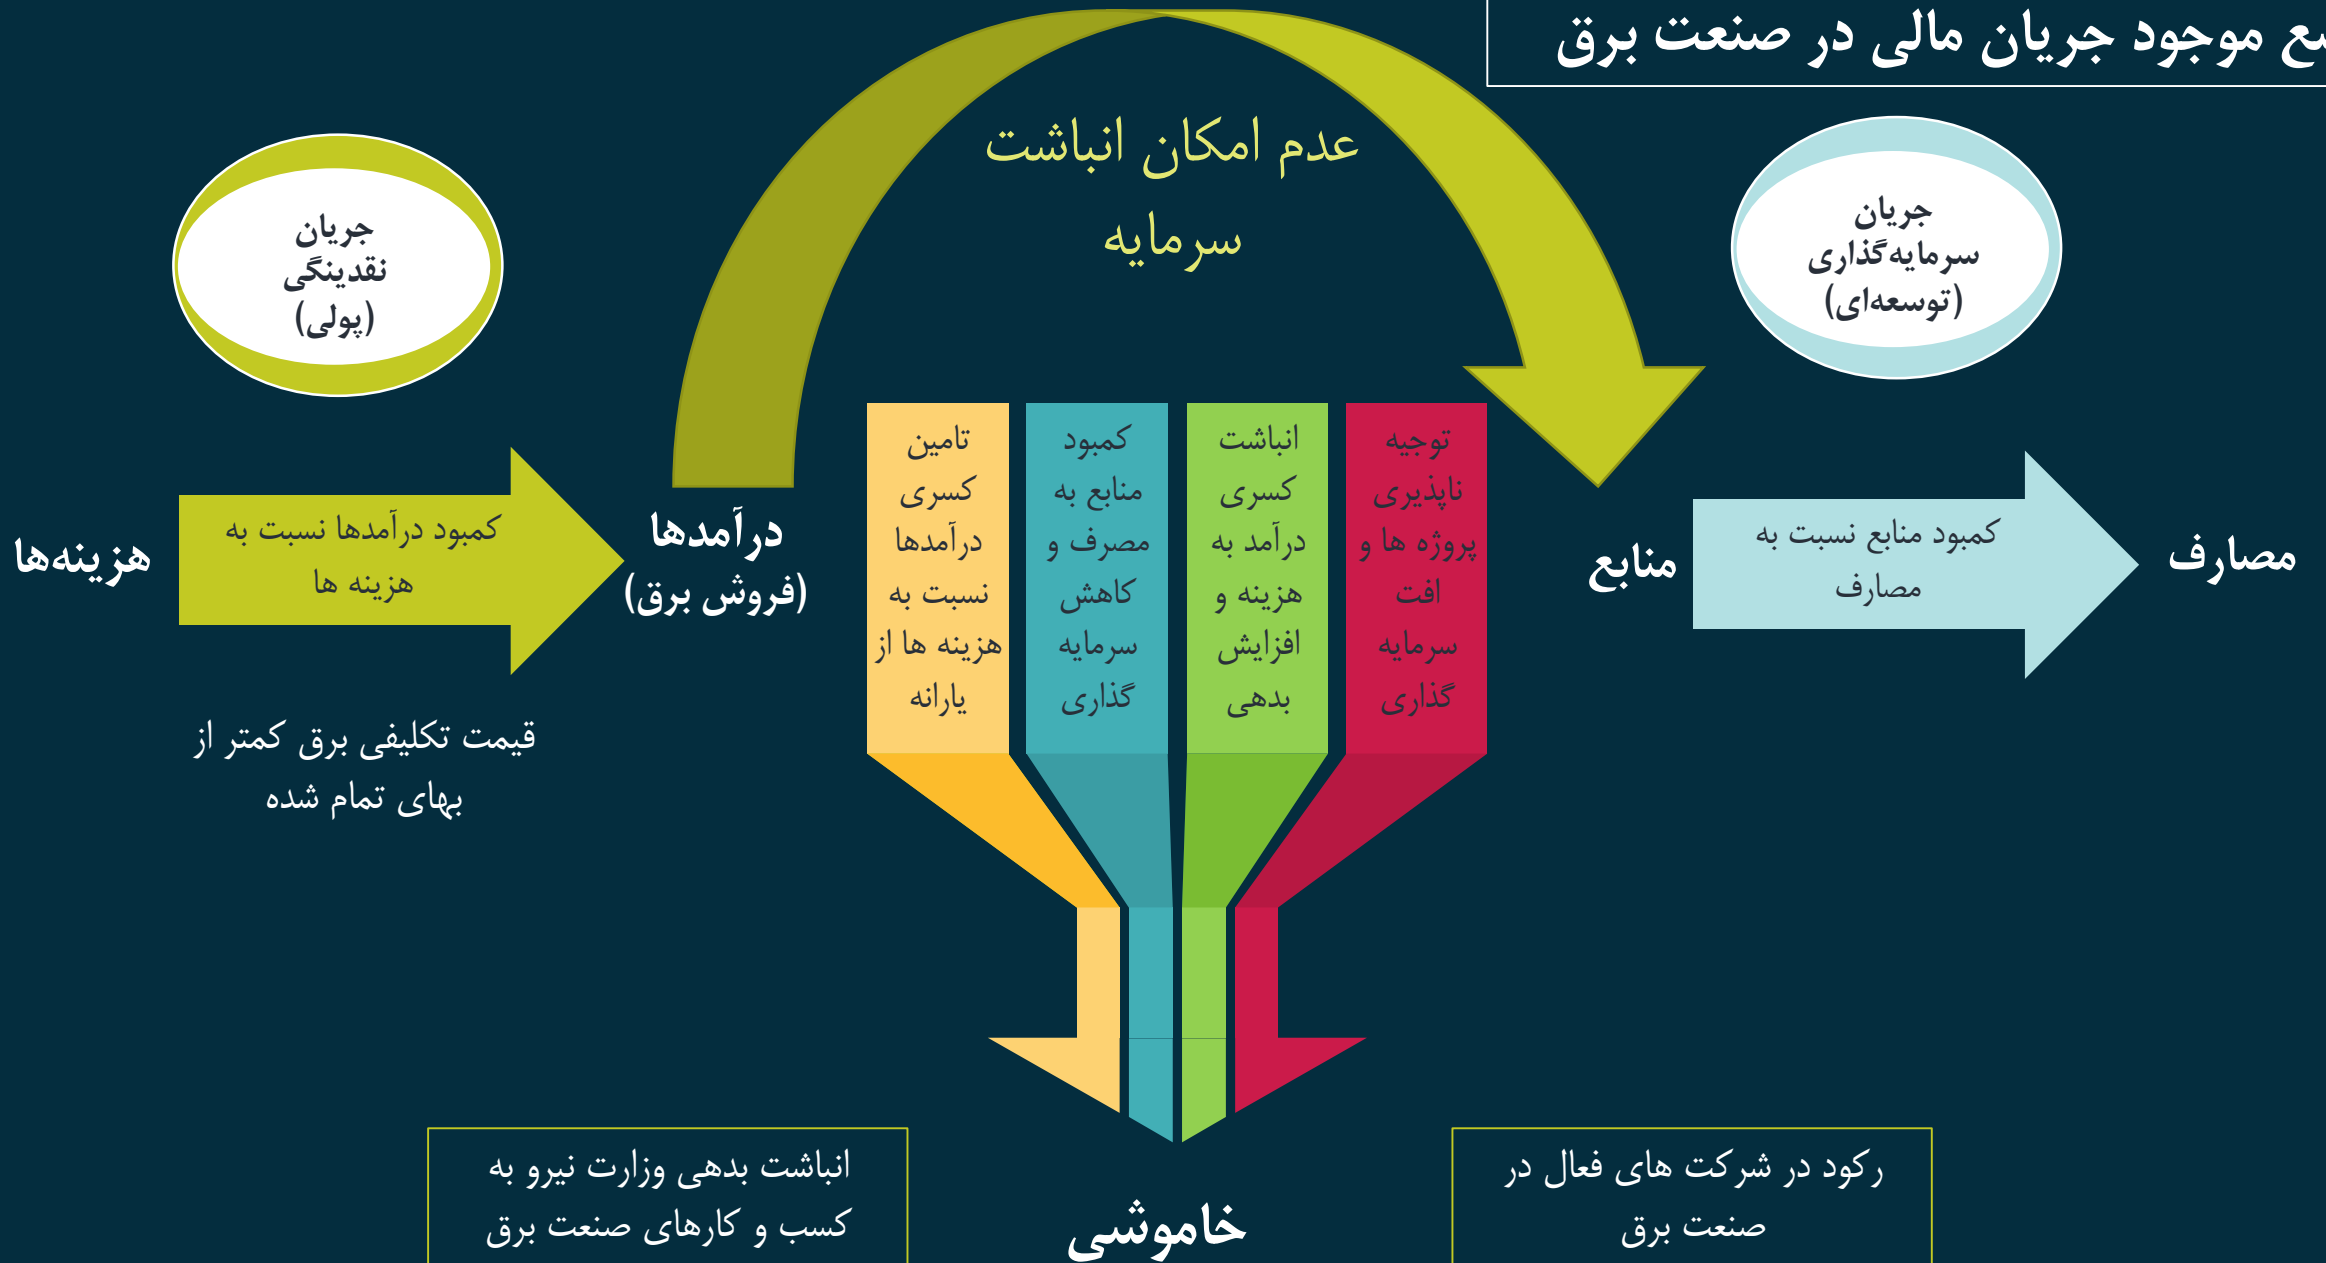 موجود جریان مالی در صنعت برق
عدم امکان انباشت
سرمایه
جریان
سرمایه‌گذاری
(توسعه‌ای)
جریان
نقدینگی
(پولی)
مصارف
کمبود منابع نسبت به
مصارف
منابع
توجیه
ناپذیری
پروژه ها و
افت
سرمایه
گذاری
انباشت
کسری
درآمد به
هزینه و
افزایش
بدهی
کمبود
منابع به
مصرف و
کاهش
سرمایه
گذاری
تامین
کسری
درآمدها
نسبت به
هزینه ها از
یارانه
درآمدها
(فروش برق)
کمبود درآمدها نسبت به
هزینه ها
هزینه‌ها
قیمت تکلیفی برق کمتر از
بهای تمام شده
رکود در شرکت های فعال در
صنعت برق
خاموشی
انباشت بدهی وزارت نیرو به
کسب و کارهای صنعت برق